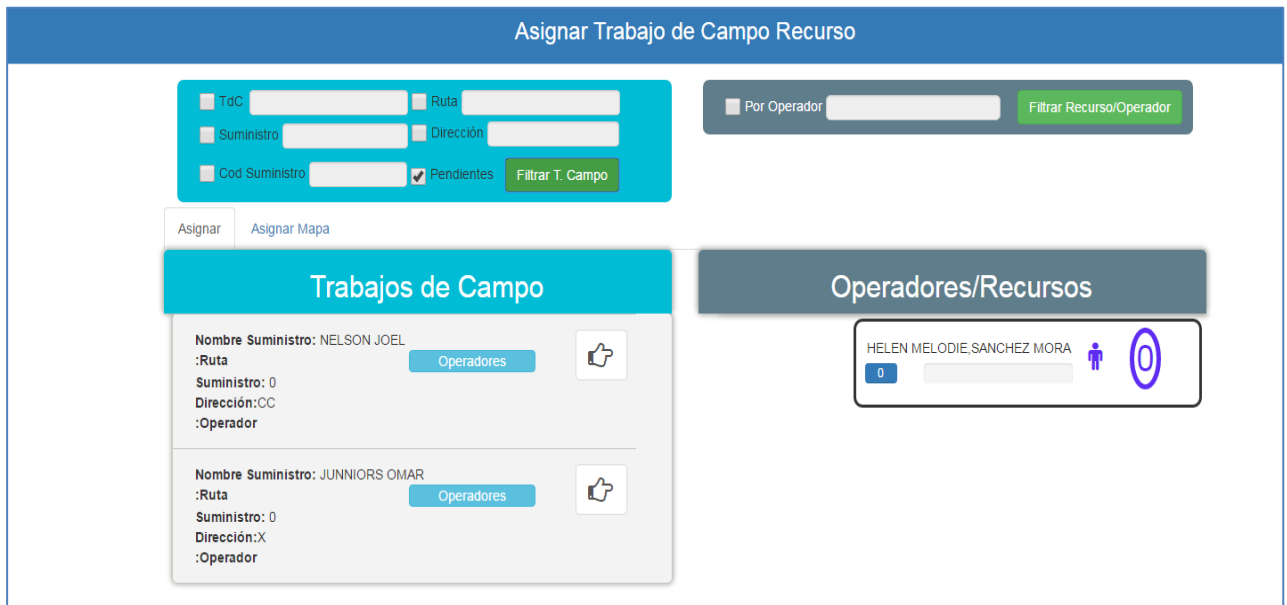 Asignar Trabajo de Campo Recurso
TdC Ruta
Suministro Dirección
Cod Suministro Pendientes Filtrar T. Campo
Por Operador Filtrar Recurso/Operador
Asignar Asignar Mapa
Trabajos de Campo
Nombre Suministro: NELSON JOEL
:Ruta Operadores
Suministro: 0
Dirección:CC
:Operador
Nombre Suministro: JUNNIORS OMAR
:Ruta Operadores
Suministro: 0
Dirección:X
:Operador
Operadores/Recursos
HELEN MELODIE,SANCHEZ MORA
0 0